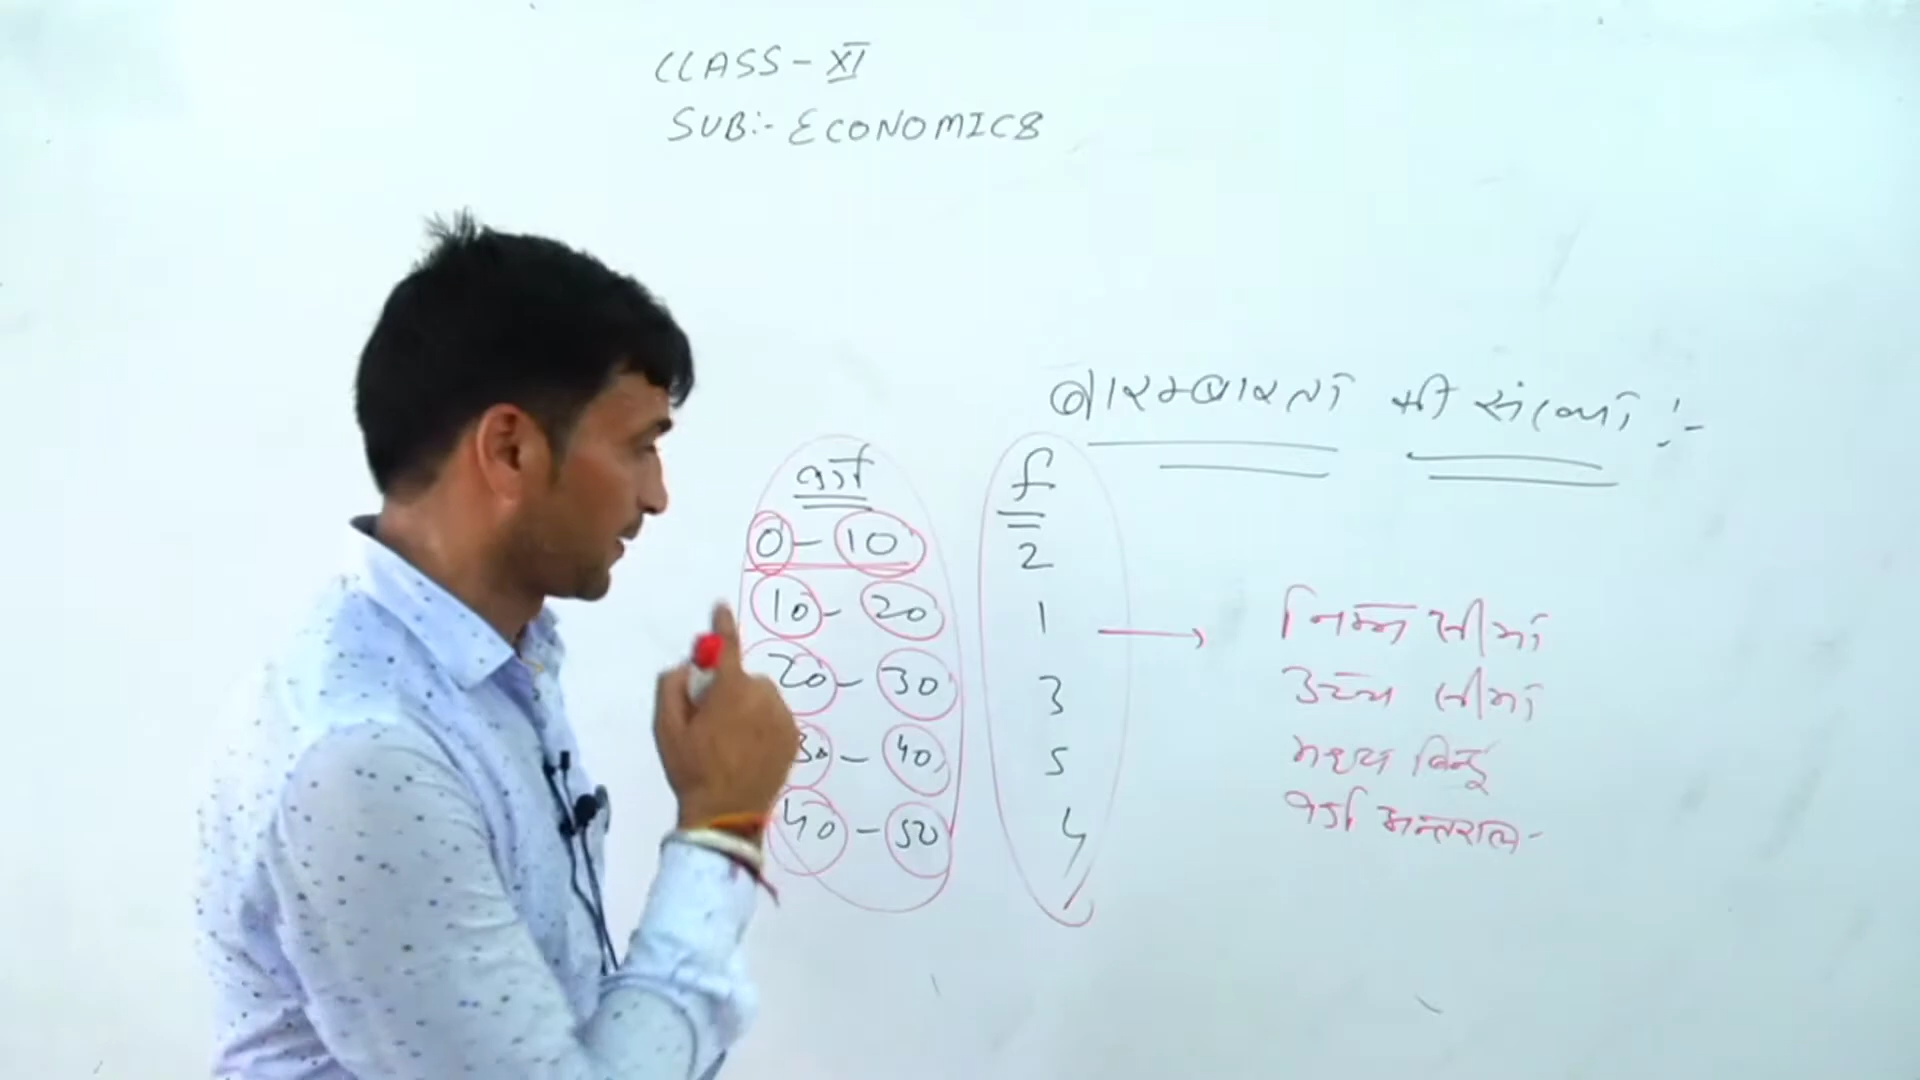 CLASS - XI
SUB:- ECONOMICS
बारम्बारता की संख्या :-
वर्ग f
0 - 10 2
10 - 20 1
20 - 30 3
30 - 40 5
40 - 50 4
निम्न सीमा
उच्च सीमा
मध्य बिन्दू
वर्ग अन्तराल -